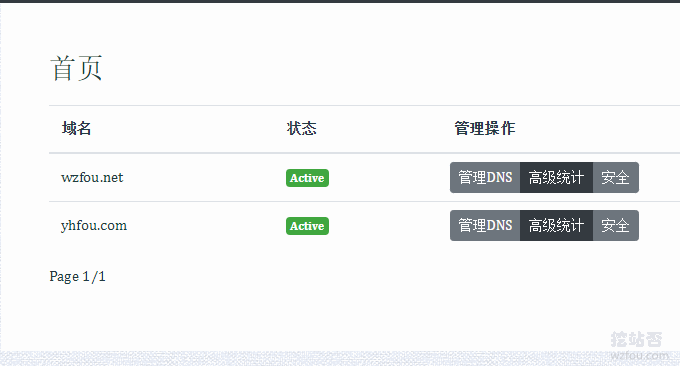 首页
域名 状态 管理操作
wzfou.net Active 管理DNS 高级统计 安全
yhfou.com Active 管理DNS 高级统计 安全
Page 1/1
挖站否
wzfou.com